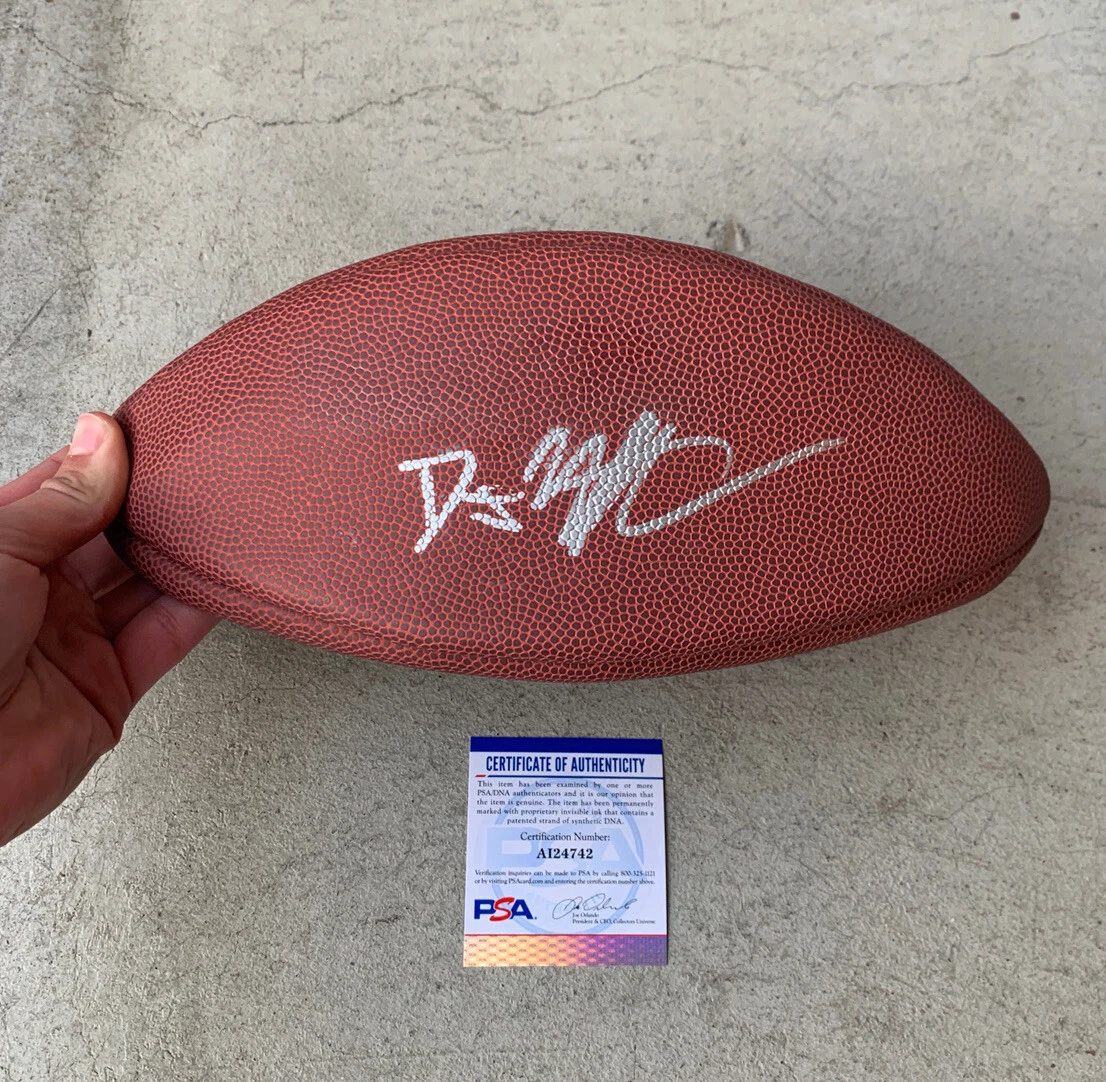 CERTIFICATE OF AUTHENTICITY
This item has been examined by one or more
PSA/DNA authenticators and it is our opinion that
the item is genuine. The item has been permanently
marked with proprietary invisible ink that contains a
patented strand of synthetic DNA.
Certification Number:
AI24742
Verification inquiries can be made to PSA by calling 800-325-1121
or by visiting PSAcard.com and entering the certification number above.
PSA
Joe Orlando
President & CEO, Collectors Universe